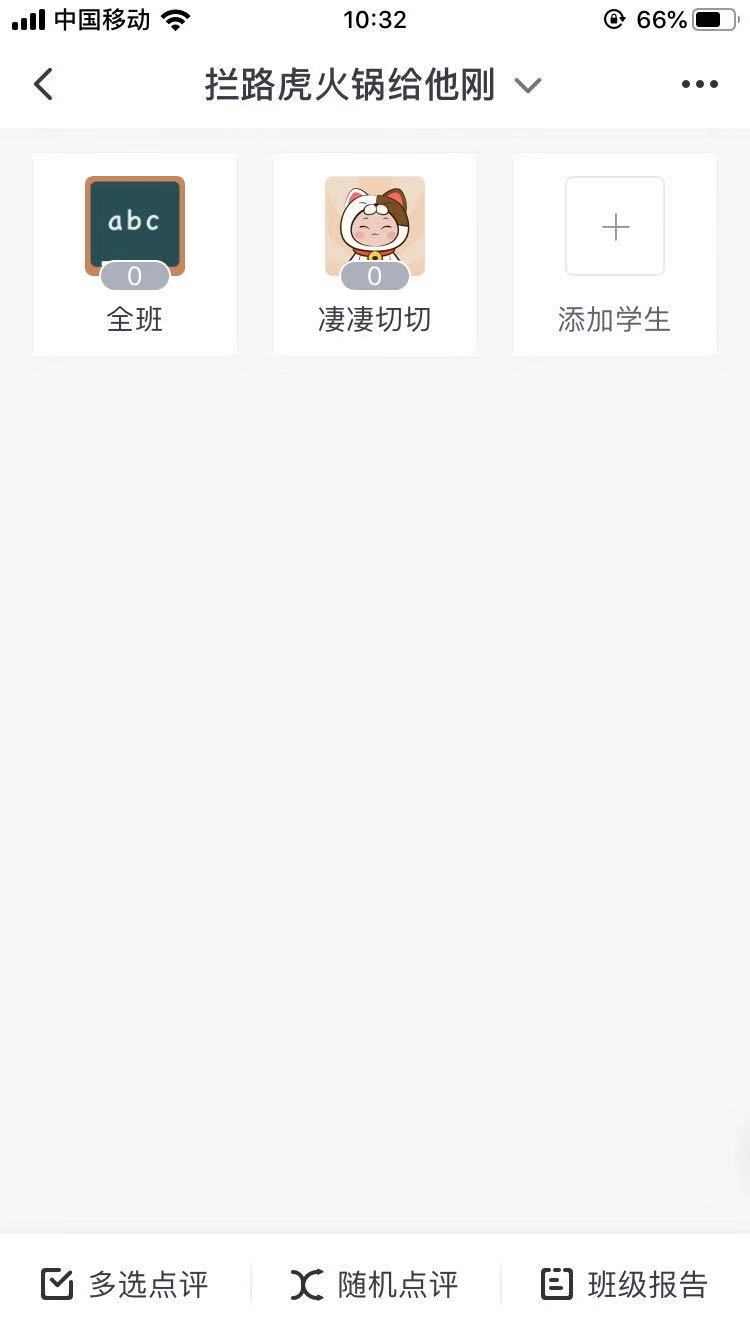 中国移动 10:32 66%
拦路虎火锅给他刚
abc
0 0
全班 凄凄切切 添加学生
多选点评 随机点评 班级报告